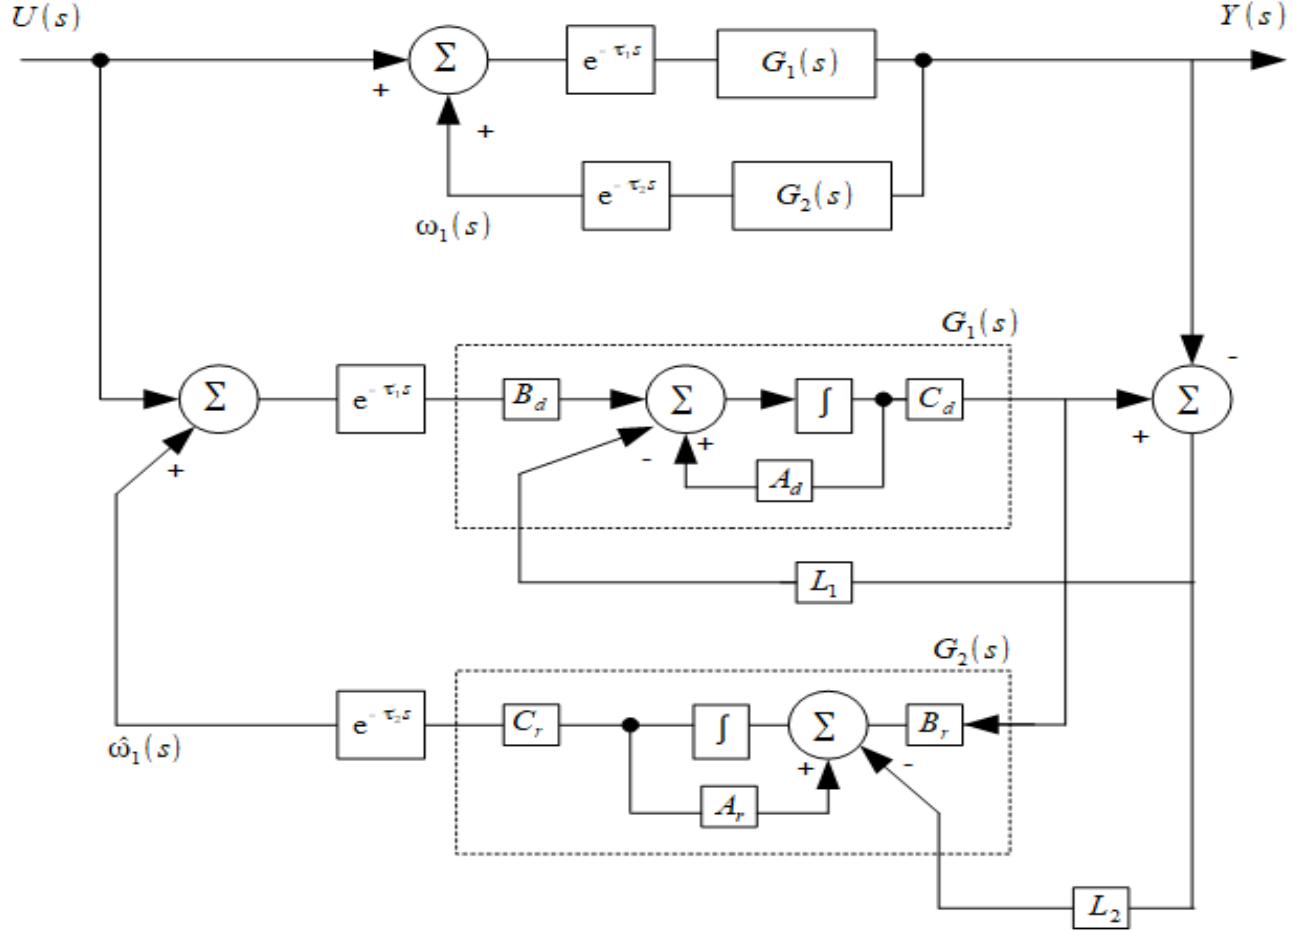 U(s)
Y(s)
Σ
e^{- τ₁s}
G₁(s)
+
+
e^{- τ₂s}
G₂(s)
ω₁(s)
G₁(s)
-
Σ
e^{- τ₁s}
B_d
Σ
∫
C_d
Σ
+
+
-
+
A_d
L₁
G₂(s)
e^{- τ₂s}
C_r
∫
Σ
B_r
ω̂₁(s)
+
-
A_r
L₂